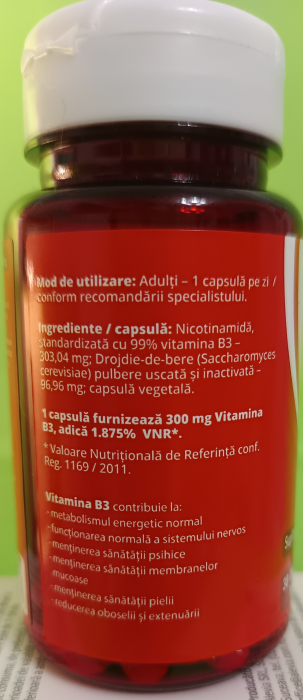 Mod de utilizare: Adulți – 1 capsulă pe zi /
conform recomandării specialistului.
Ingrediente / capsulă: Nicotinamidă,
standardizată cu 99% vitamina B3 –
303,04 mg; Drojdie-de-bere (Saccharomyces
cerevisiae) pulbere uscată și inactivată -
96,96 mg; capsulă vegetală.
1 capsulă furnizează 300 mg Vitamina
B3, adică 1.875% VNR*.
*Valoare Nutrițională de Referință conf.
Reg. 1169 / 2011.
Vitamina B3 contribuie la:
-metabolismul energetic normal
-funcționarea normală a sistemului nervos
-menținerea sănătății psihice
-menținerea sănătății membranelor
mucoase
-menținerea sănătății pielii
-reducerea oboselii și extenuării